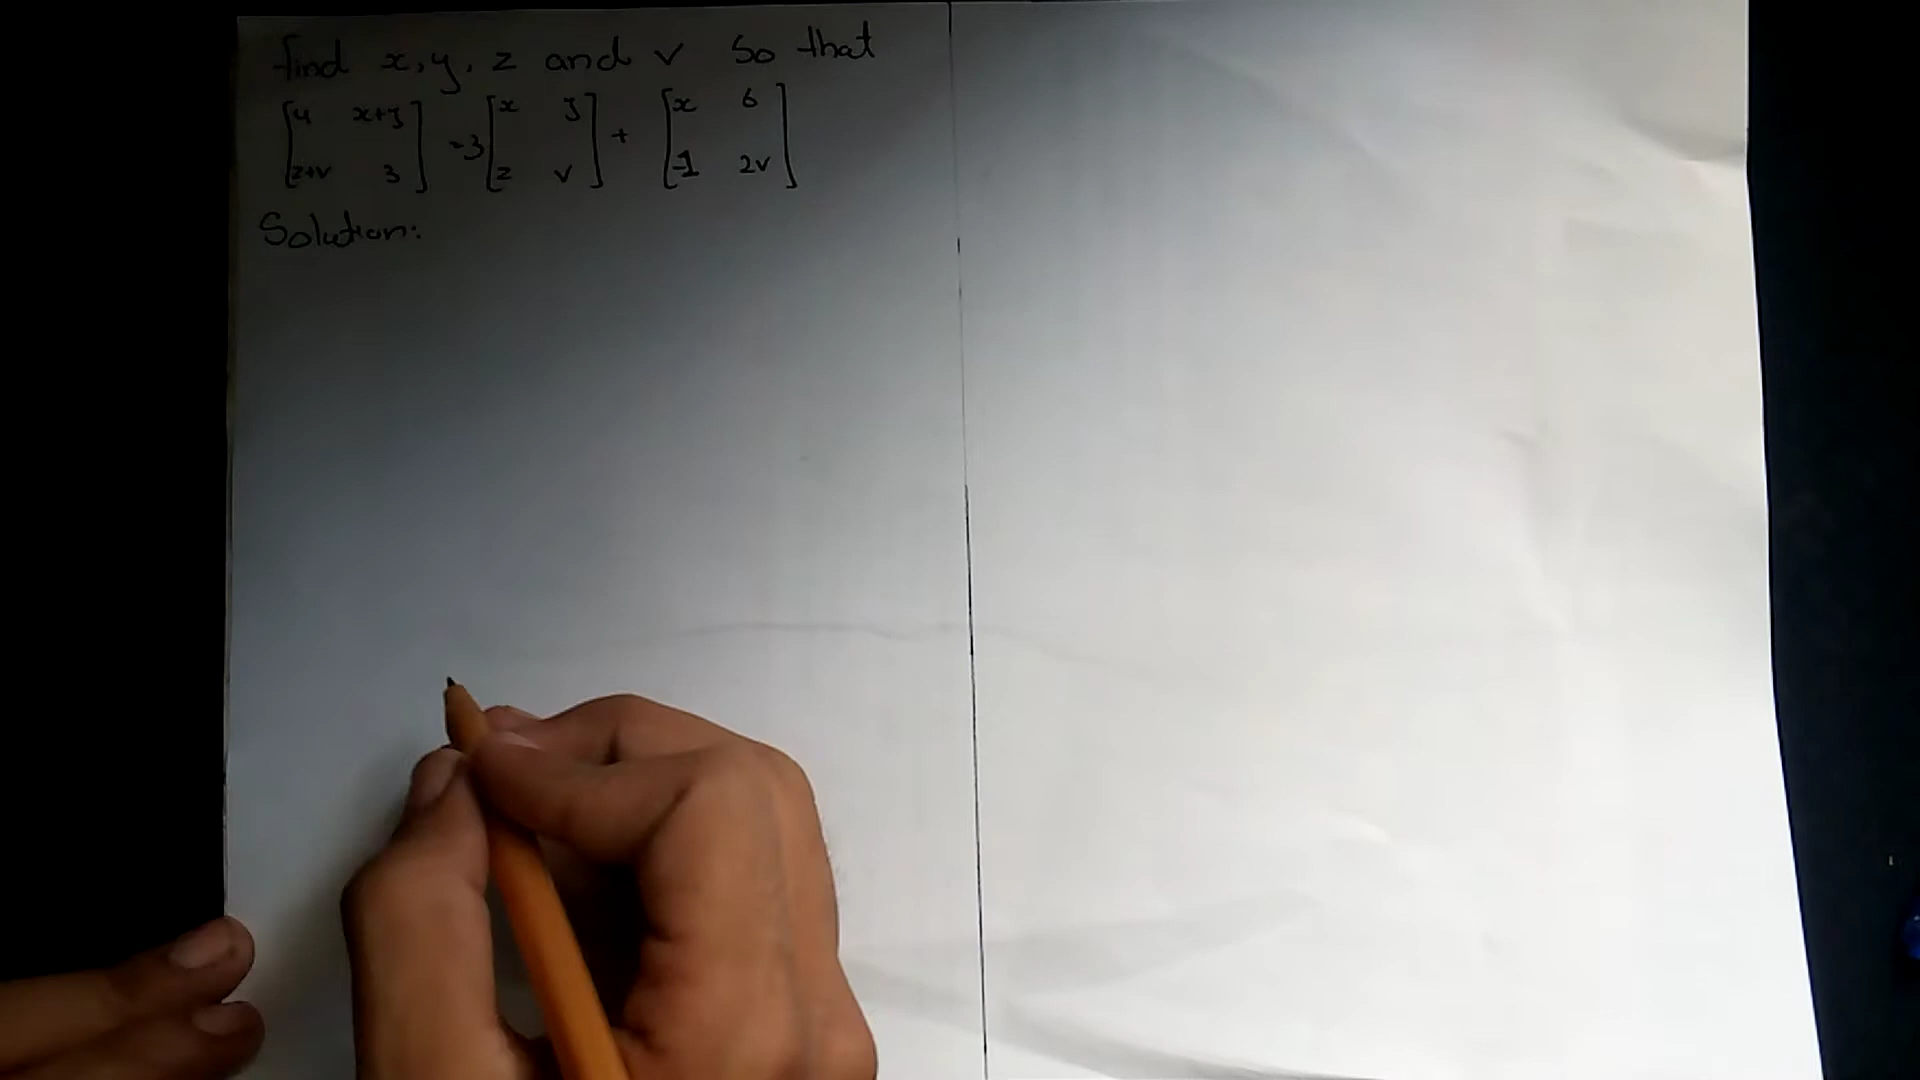 find x, y, z and v so that
[4 x+y] =3[x y] + [x 6]
[z+v 3] [z v] [-1 2v]
Solution: